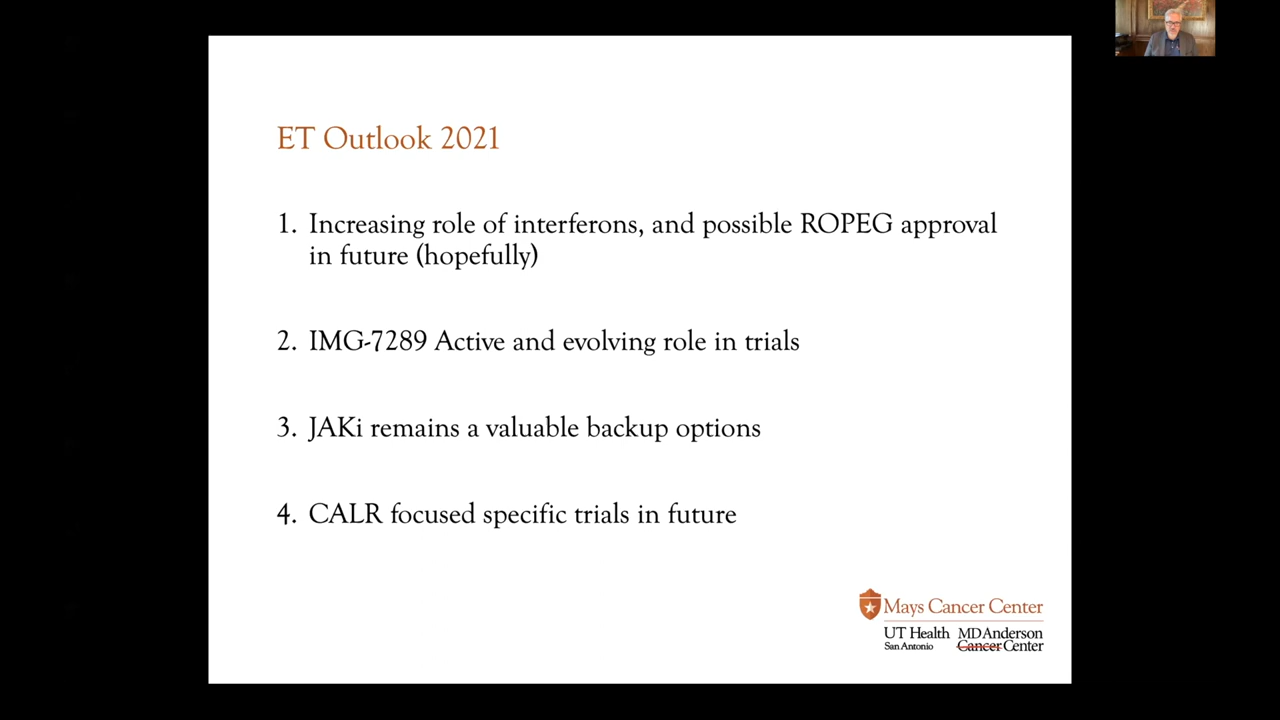 ET Outlook 2021
1. Increasing role of interferons, and possible ROPEG approval
in future (hopefully)
2. IMG-7289 Active and evolving role in trials
3. JAKi remains a valuable backup options
4. CALR focused specific trials in future
Mays Cancer Center
UT Health MD Anderson
San Antonio Cancer Center